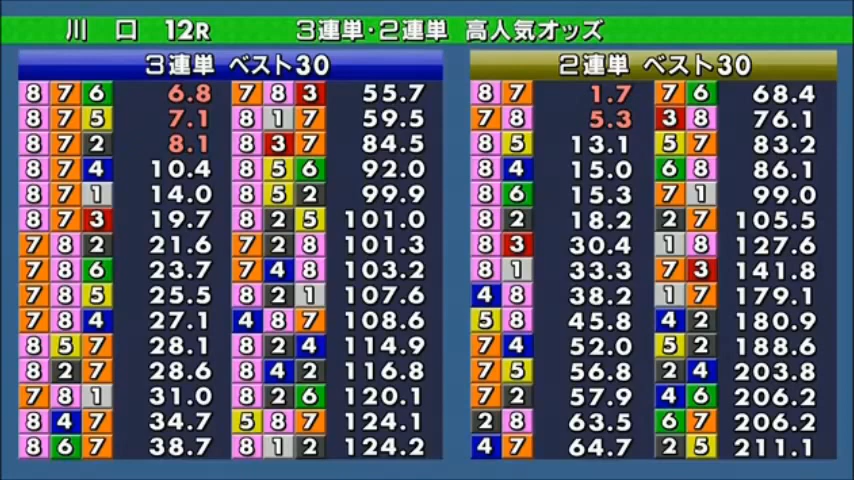 川口 12R 3連単・2連単 高人気オッズ
3連単 ベスト30
8 7 6 6.8 7 8 3 55.7
8 7 5 7.1 8 1 7 59.5
8 7 2 8.1 8 3 7 84.5
8 7 4 10.4 8 5 6 92.0
8 7 1 14.0 8 5 2 99.9
8 7 3 19.7 8 2 5 101.0
7 8 2 21.6 7 2 8 101.3
7 8 6 23.7 7 4 8 103.2
7 8 5 25.5 8 2 1 107.6
7 8 4 27.1 4 8 7 108.6
8 5 7 28.1 8 2 4 114.9
8 2 7 28.6 8 4 2 116.8
7 8 1 31.0 8 2 6 120.1
8 4 7 34.7 5 8 7 124.1
8 6 7 38.7 8 1 2 124.2
2連単 ベスト30
8 7 1.7 7 6 68.4
7 8 5.3 3 8 76.1
8 5 13.1 5 7 83.2
8 4 15.0 6 8 86.1
8 6 15.3 7 1 99.0
8 2 18.2 2 7 105.5
8 3 30.4 1 8 127.6
8 1 33.3 7 3 141.8
4 8 38.2 1 7 179.1
5 8 45.8 4 2 180.9
7 4 52.0 5 2 188.6
7 5 56.8 2 4 203.8
7 2 57.9 4 6 206.2
2 8 63.5 6 7 206.2
4 7 64.7 2 5 211.1